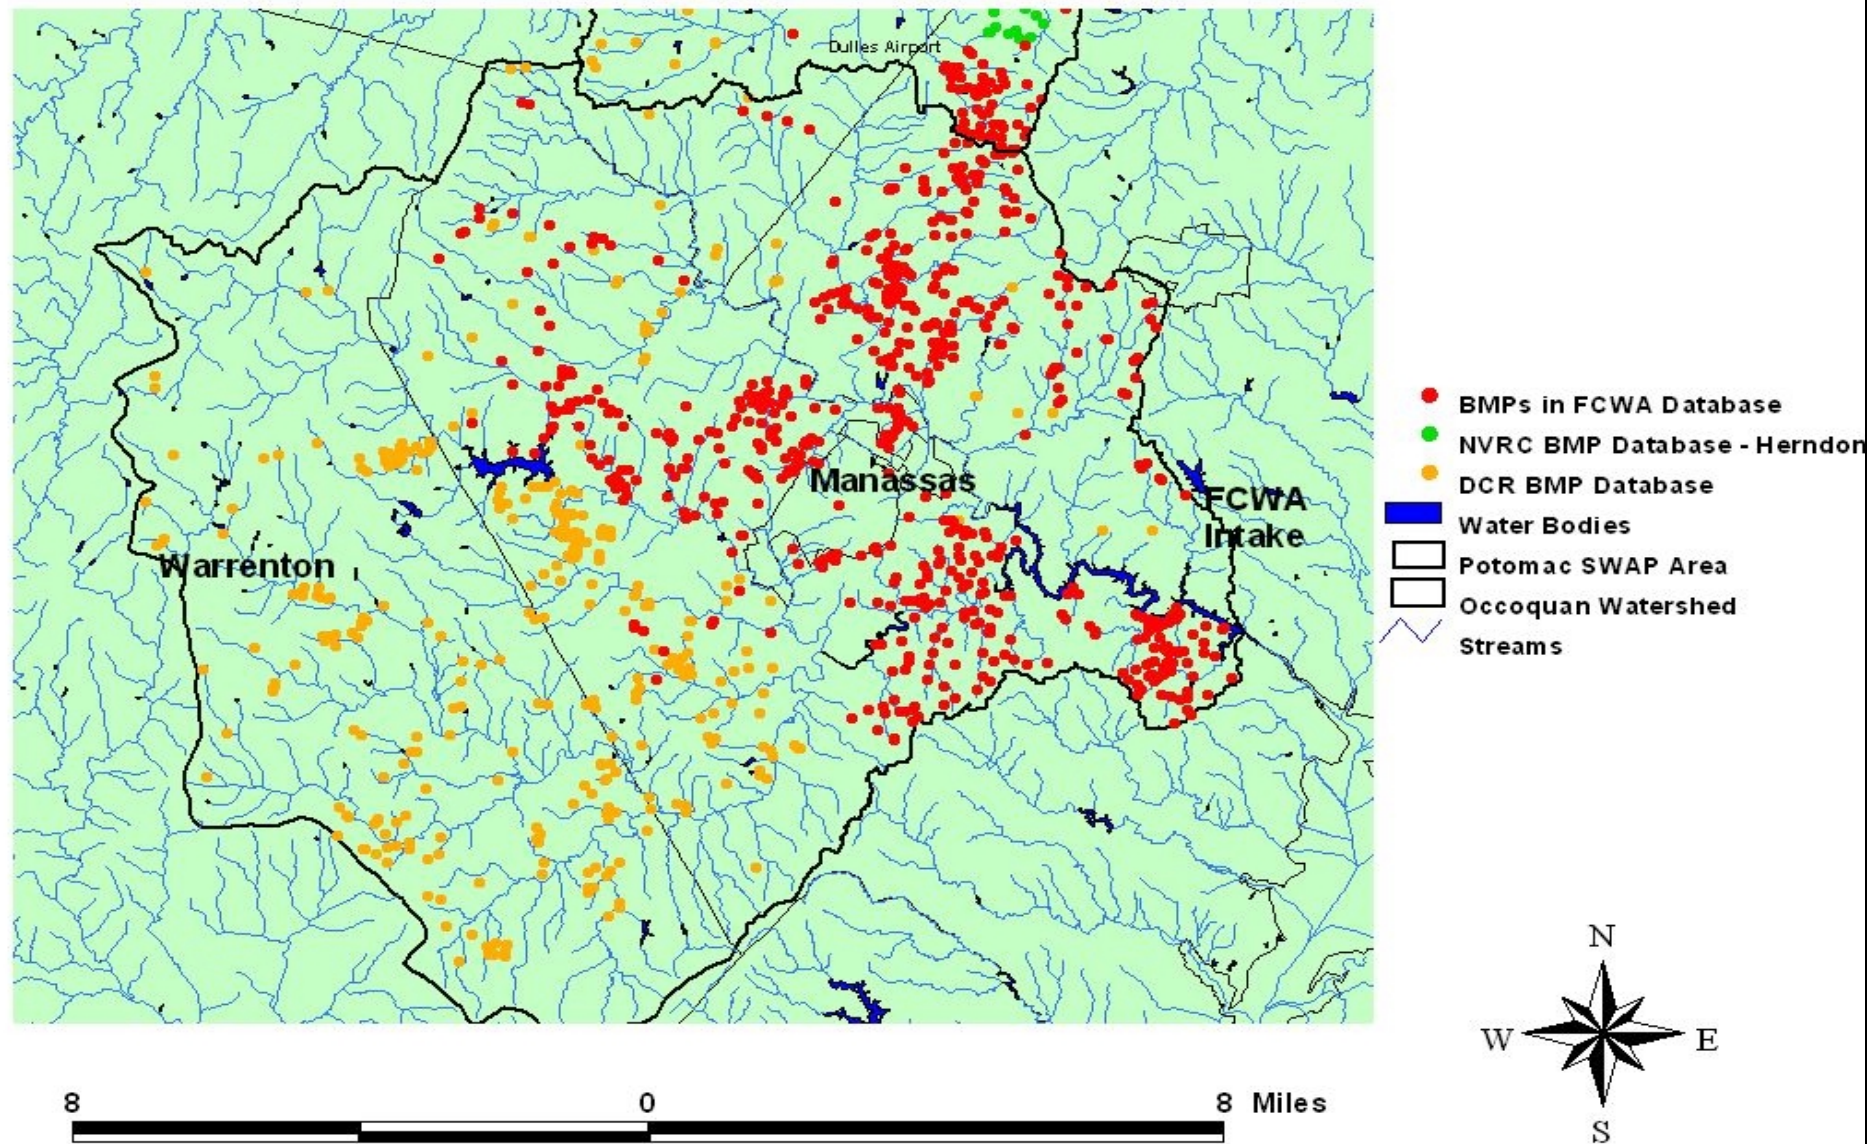 Dulles Airport
Manassas
FCWA
Intake
Warrenton
BMPs in FCWA Database
NVRC BMP Database - Herndon
DCR BMP Database
Water Bodies
Potomac SWAP Area
Occoquan Watershed
Streams
N
W E
S
8 0 8 Miles